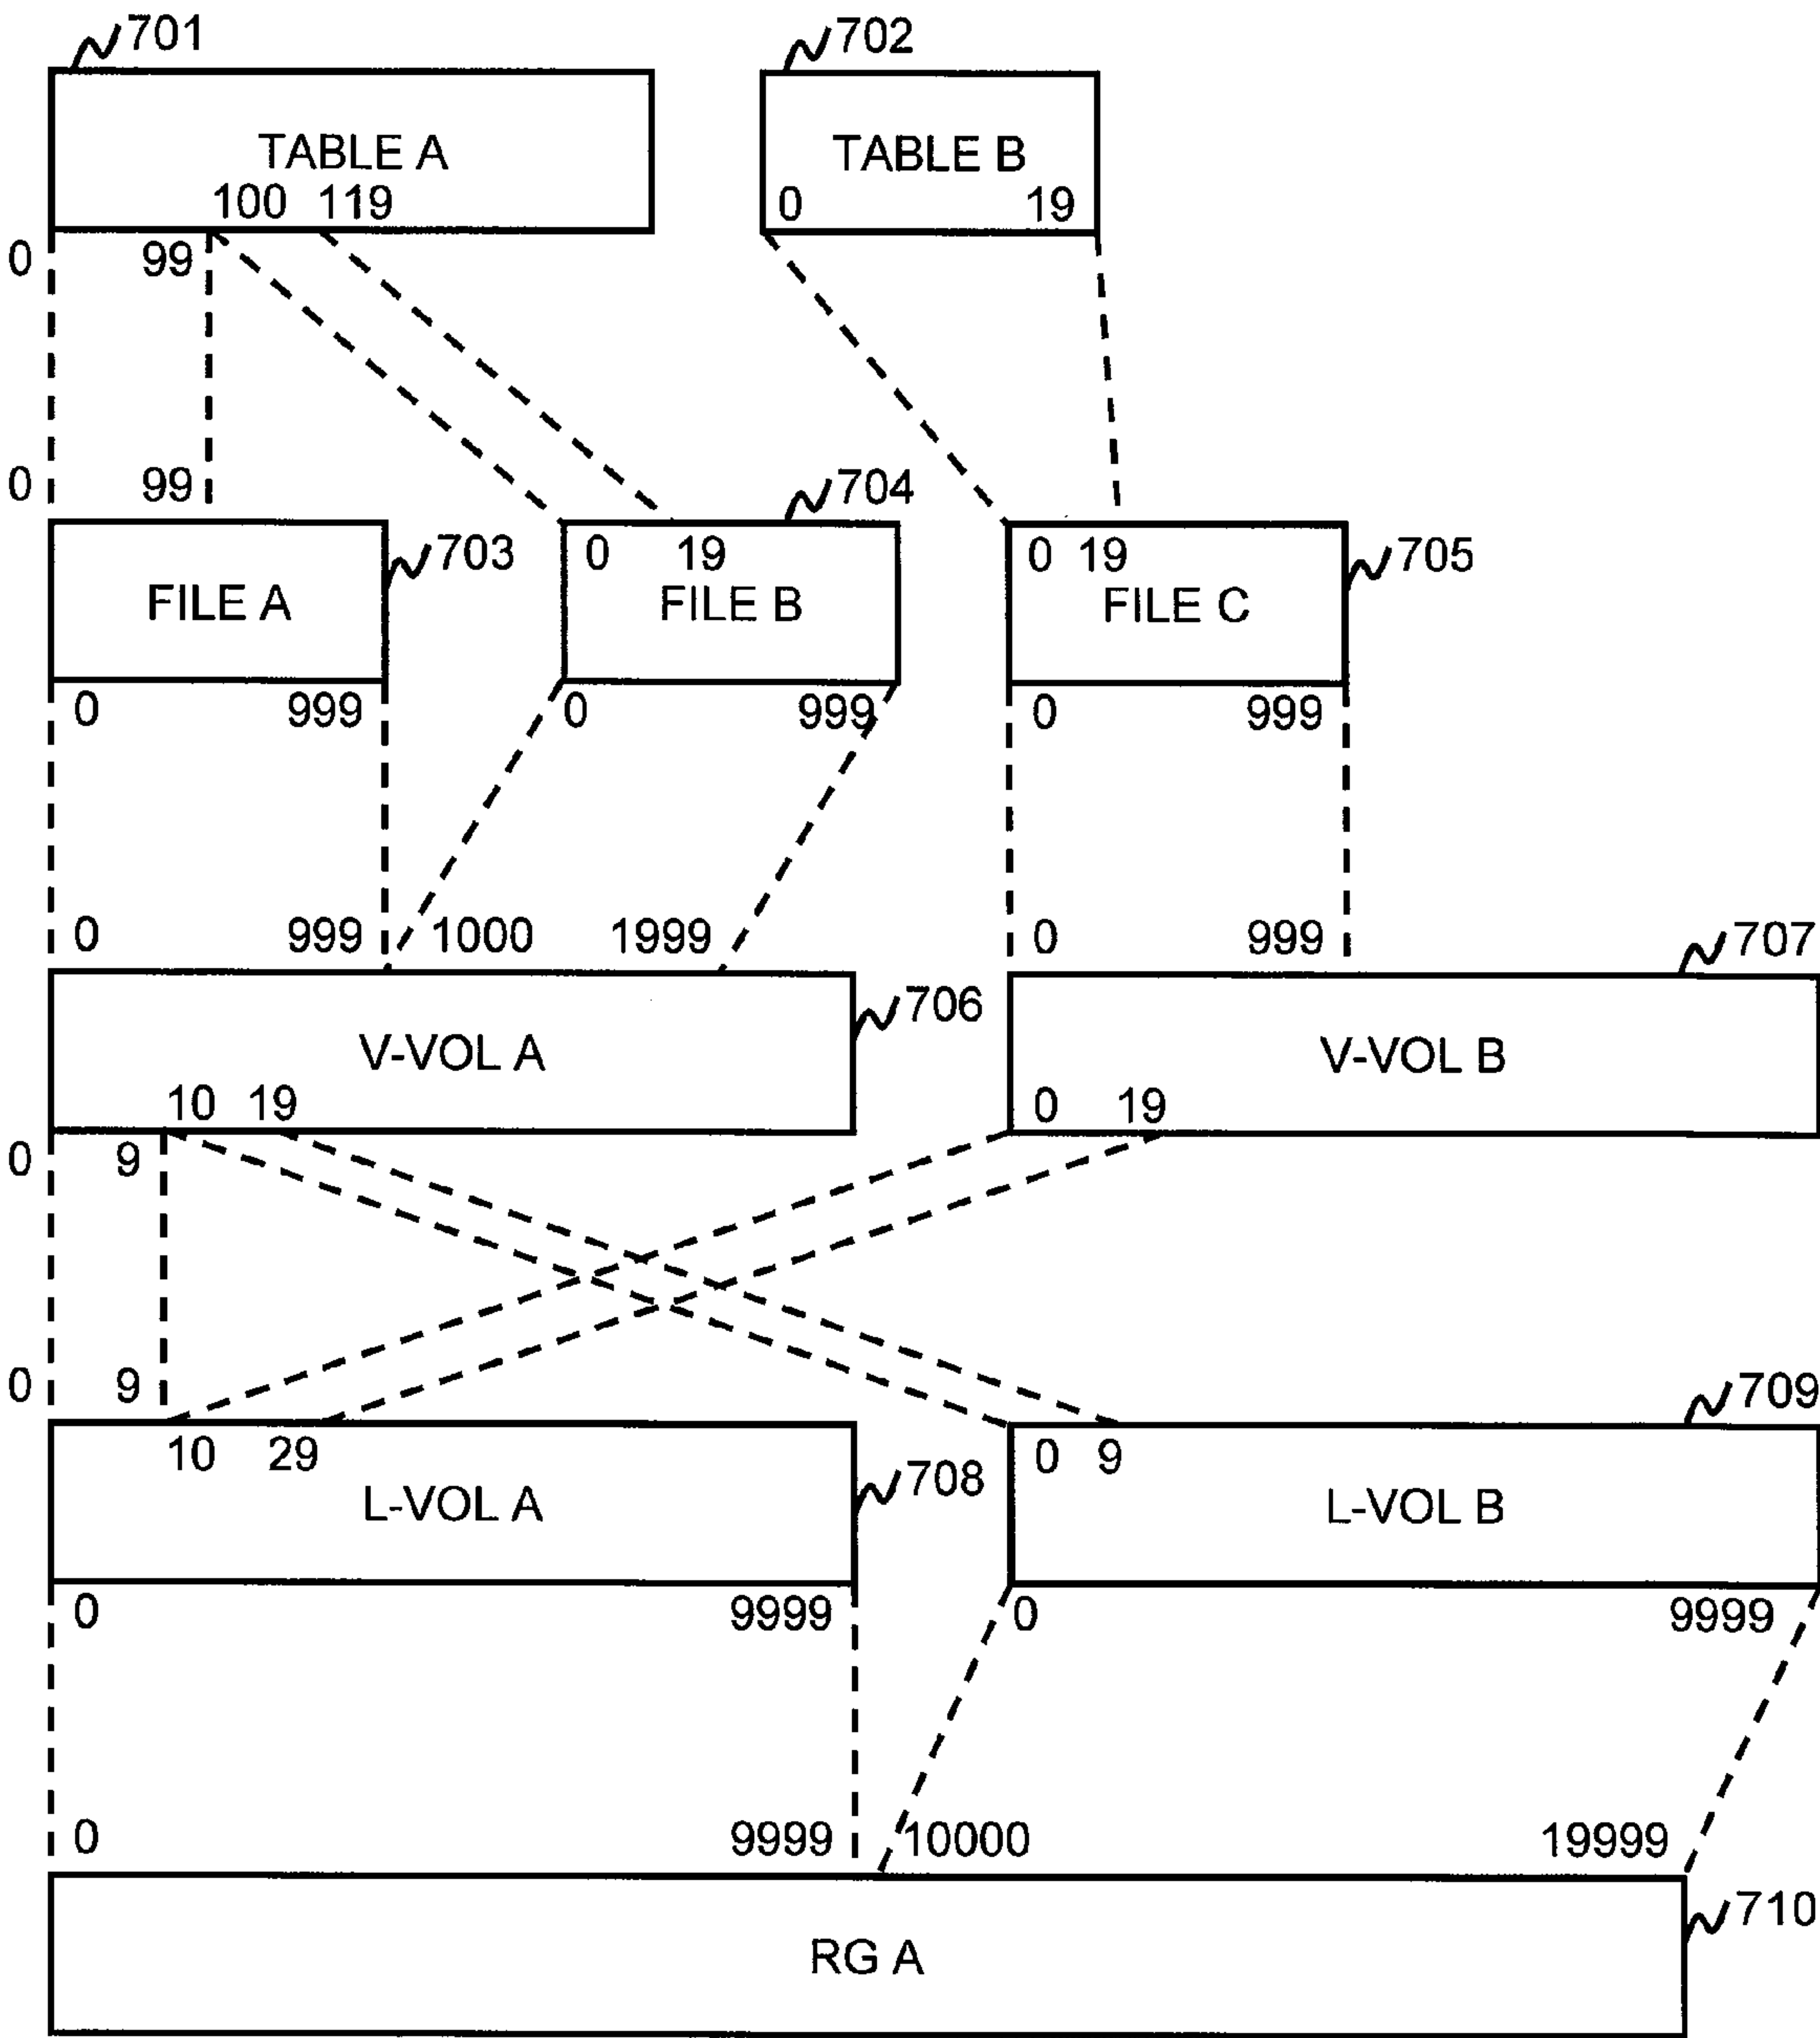 701 702
TABLE A TABLE B
100 119 0 19
0 99
0 99 704
0 19 0 19
703 705
FILE A FILE B FILE C
0 999 0 999 0 999
0 999 1000 1999 0 999 707
706
V-VOL A V-VOL B
10 19 0 19
0 9
0 9 709
10 29 0 9
708
L-VOL A L-VOL B
0 9999 0 9999
0 9999 10000 19999
710
RG A